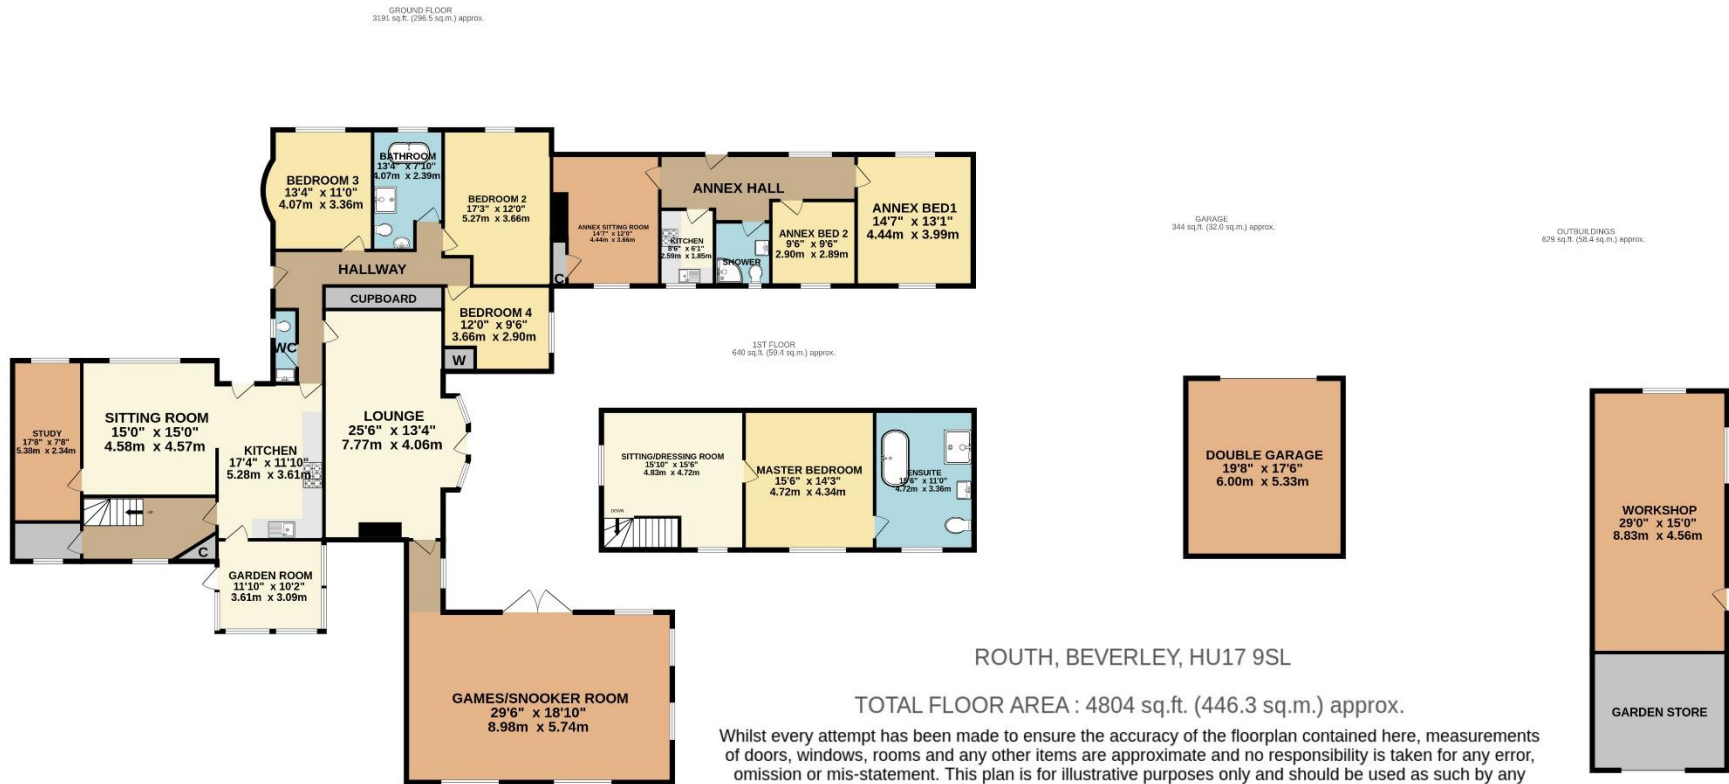 GROUND FLOOR
3191 sq.ft. (296.5 sq.m.) approx.
BEDROOM 3
13'4" x 11'0"
4.07m x 3.36m
BATHROOM
13'4" x 7'10"
4.07m x 2.39m
BEDROOM 2
17'3" x 12'0"
5.27m x 3.66m
ANNEX SITTING ROOM
14'7" x 12'0"
4.44m x 3.66m
C
ANNEX HALL
KITCHEN
8'6" x 6'1"
2.59m x 1.85m
SHOWER
ANNEX BED 2
9'6" x 9'6"
2.90m x 2.89m
ANNEX BED1
14'7" x 13'1"
4.44m x 3.99m
HALLWAY
CUPBOARD
BEDROOM 4
12'0" x 9'6"
3.66m x 2.90m
W
WC
STUDY
17'8" x 7'8"
5.38m x 2.34m
SITTING ROOM
15'0" x 15'0"
4.58m x 4.57m
KITCHEN
17'4" x 11'10"
5.28m x 3.61m
LOUNGE
25'6" x 13'4"
7.77m x 4.06m
UP
C
GARDEN ROOM
11'10" x 10'2"
3.61m x 3.09m
GAMES/SNOOKER ROOM
29'6" x 18'10"
8.98m x 5.74m
1ST FLOOR
640 sq.ft. (59.4 sq.m.) approx.
SITTING/DRESSING ROOM
15'10" x 15'6"
4.83m x 4.72m
DOWN
MASTER BEDROOM
15'6" x 14'3"
4.72m x 4.34m
ENSUITE
15'6" x 11'0"
4.72m x 3.36m
GARAGE
344 sq.ft. (32.0 sq.m.) approx.
DOUBLE GARAGE
19'8" x 17'6"
6.00m x 5.33m
OUTBUILDINGS
629 sq.ft. (58.4 sq.m.) approx.
WORKSHOP
29'0" x 15'0"
8.83m x 4.56m
GARDEN STORE
ROUTH, BEVERLEY, HU17 9SL
TOTAL FLOOR AREA : 4804 sq.ft. (446.3 sq.m.) approx.
Whilst every attempt has been made to ensure the accuracy of the floorplan contained here, measurements
of doors, windows, rooms and any other items are approximate and no responsibility is taken for any error,
omission or mis-statement. This plan is for illustrative purposes only and should be used as such by any